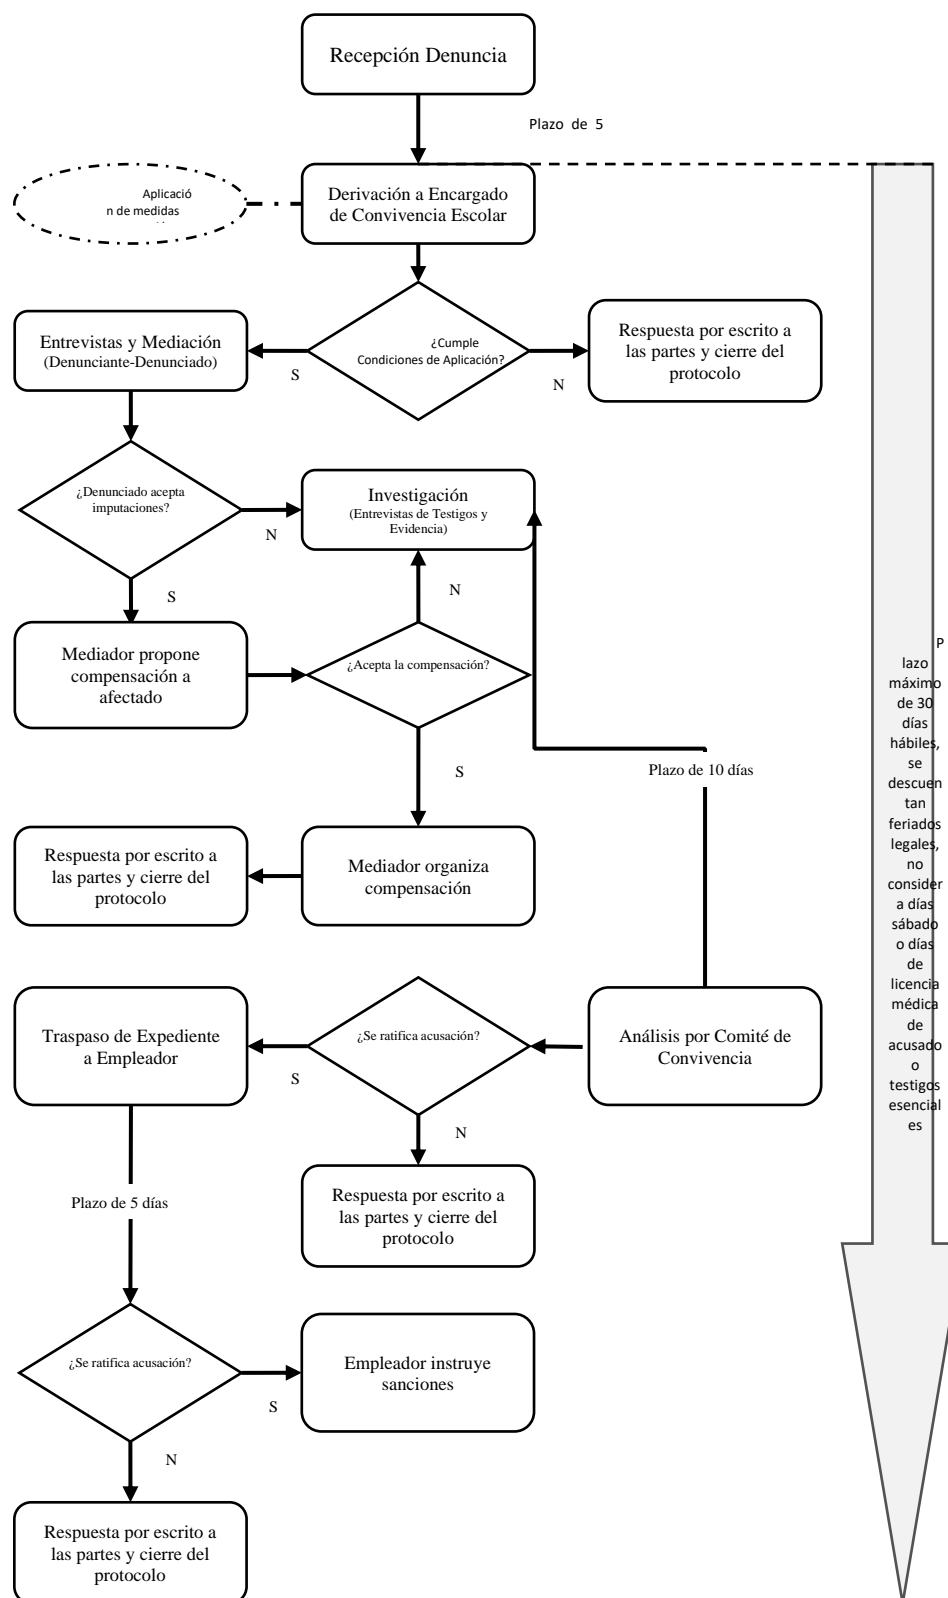 Recepción Denuncia
Plazo de 5
Aplicació
n de medidas
Derivación a Encargado
de Convivencia Escolar
¿Cumple
Condiciones de Aplicación?
Entrevistas y Mediación
(Denunciante-Denunciado)
S
N
Respuesta por escrito a
las partes y cierre del
protocolo
¿Denunciado acepta
imputaciones?
N
S
Investigación
(Entrevistas de Testigos y
Evidencia)
N
Mediador propone
compensación a
afectado
¿Acepta la compensación?
S
Plazo de 10 días
Respuesta por escrito a
las partes y cierre del
protocolo
Mediador organiza
compensación
Traspaso de Expediente
a Empleador
S
¿Se ratifica acusación?
N
Análisis por Comité de
Convivencia
Respuesta por escrito a
las partes y cierre del
protocolo
Plazo de 5 días
¿Se ratifica acusación?
S
N
Empleador instruye
sanciones
Respuesta por escrito a
las partes y cierre del
protocolo
P
lazo
máximo
de 30
días
hábiles,
se
descuen
tan
feriados
legales,
no
consider
a días
sábado
o días
de
licencia
médica
de
acusado
o
testigos
esencial
es